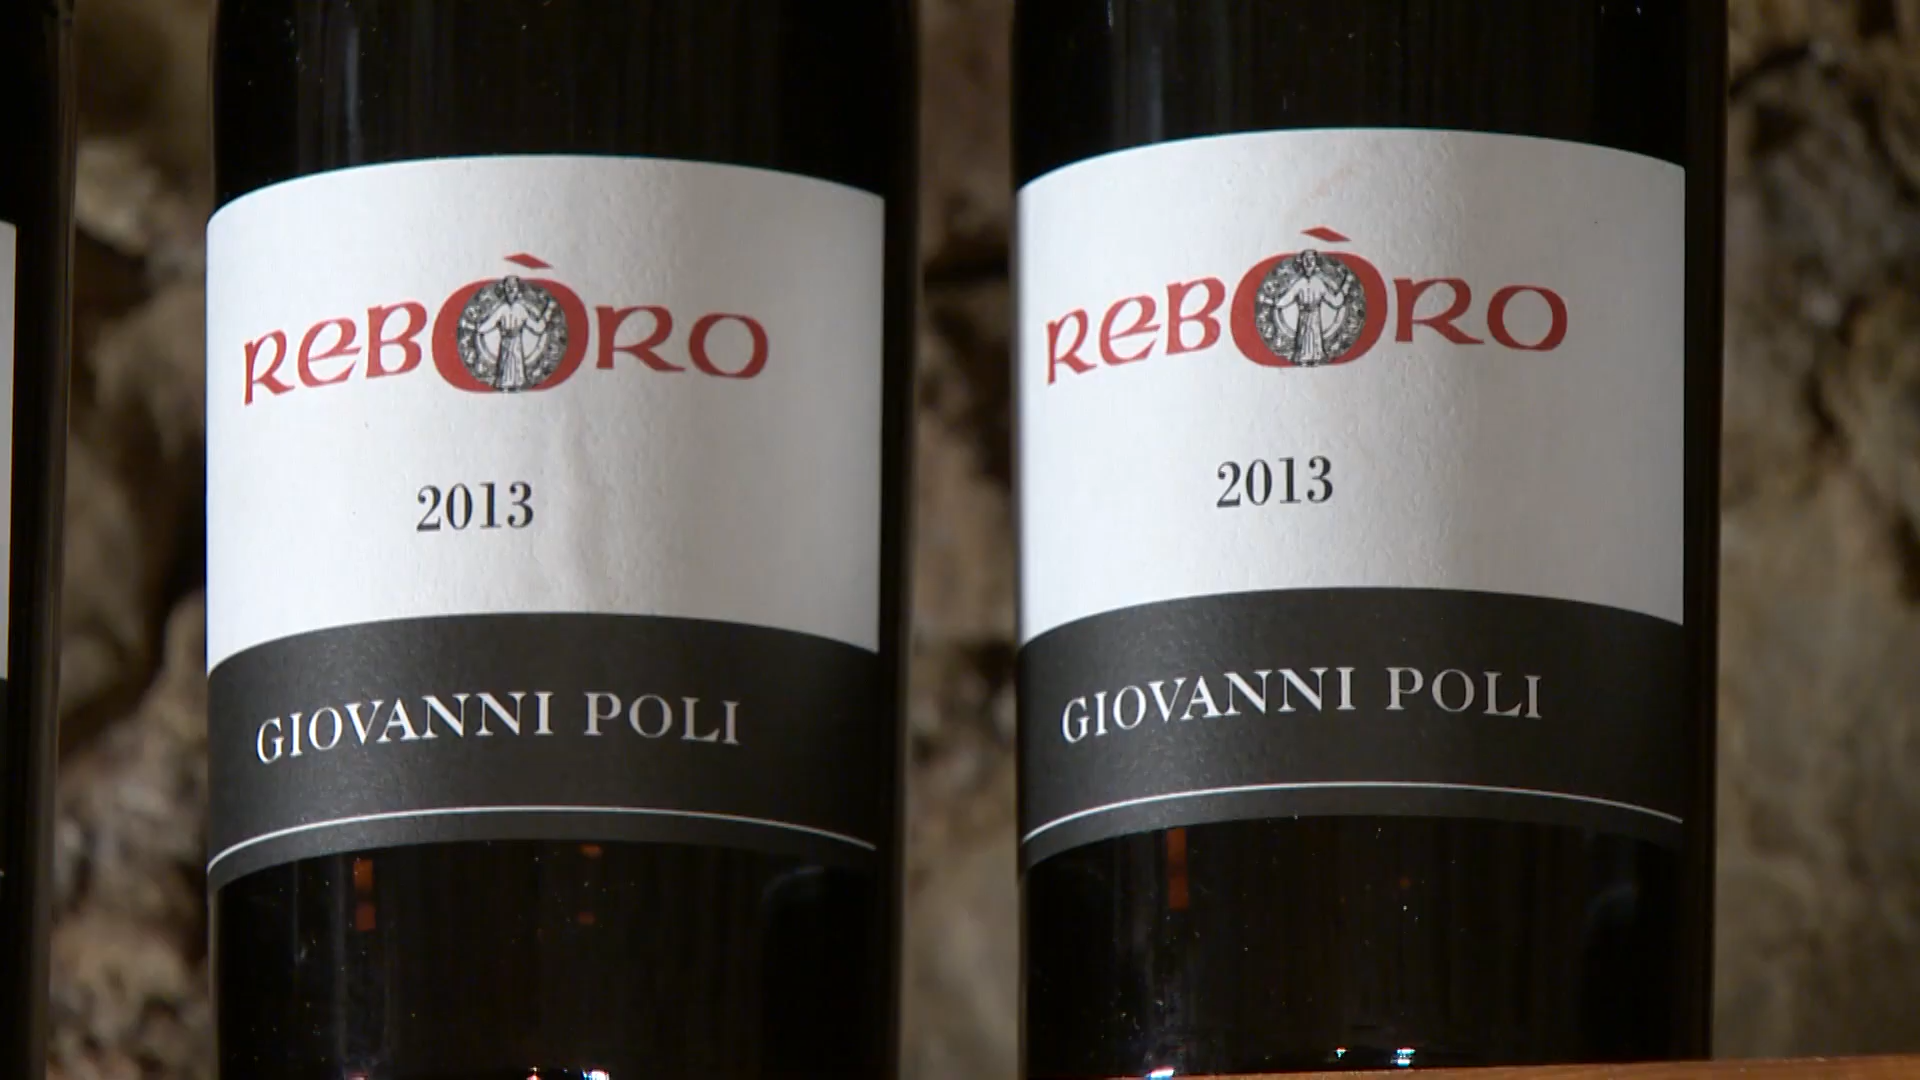 REBÒRO
2013
GIOVANNI POLI
REBÒRO
2013
GIOVANNI POLI